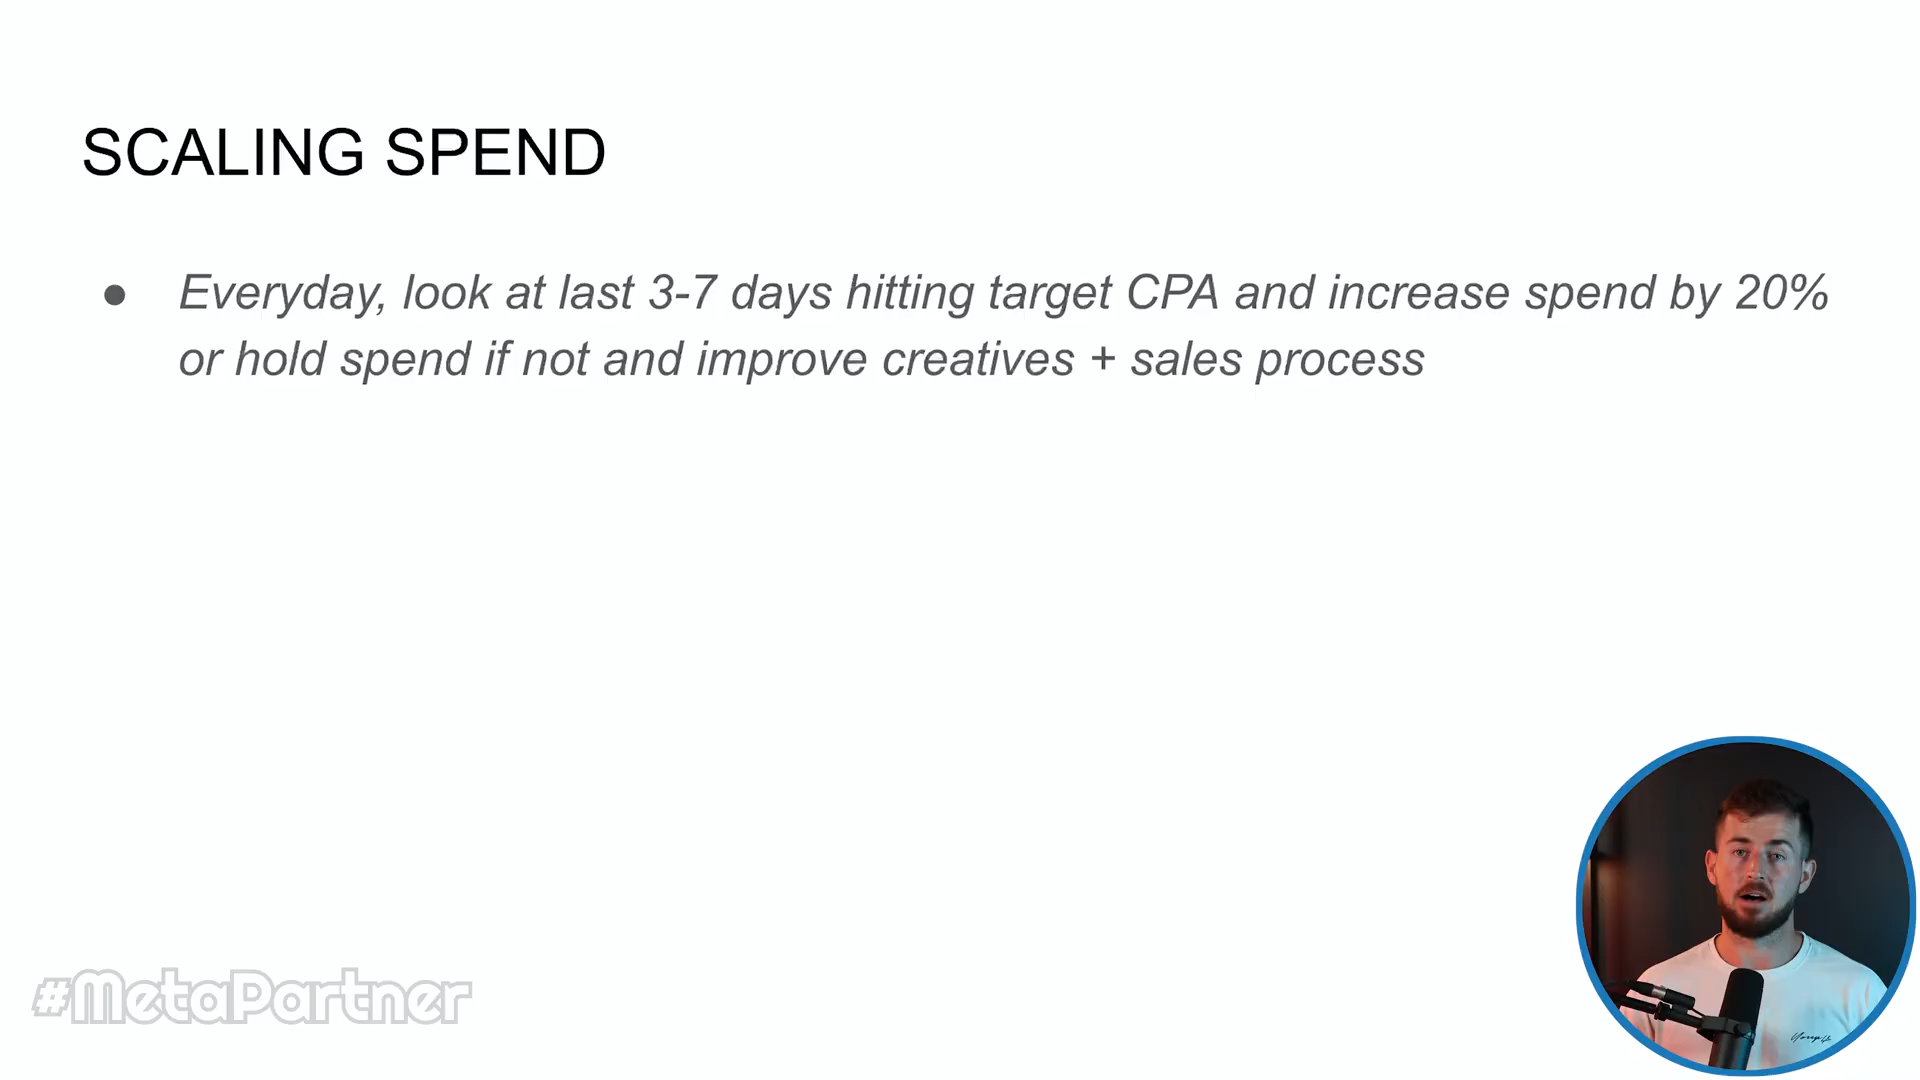 SCALING SPEND
● Everyday, look at last 3-7 days hitting target CPA and increase spend by 20%
or hold spend if not and improve creatives + sales process
#MetaPartner